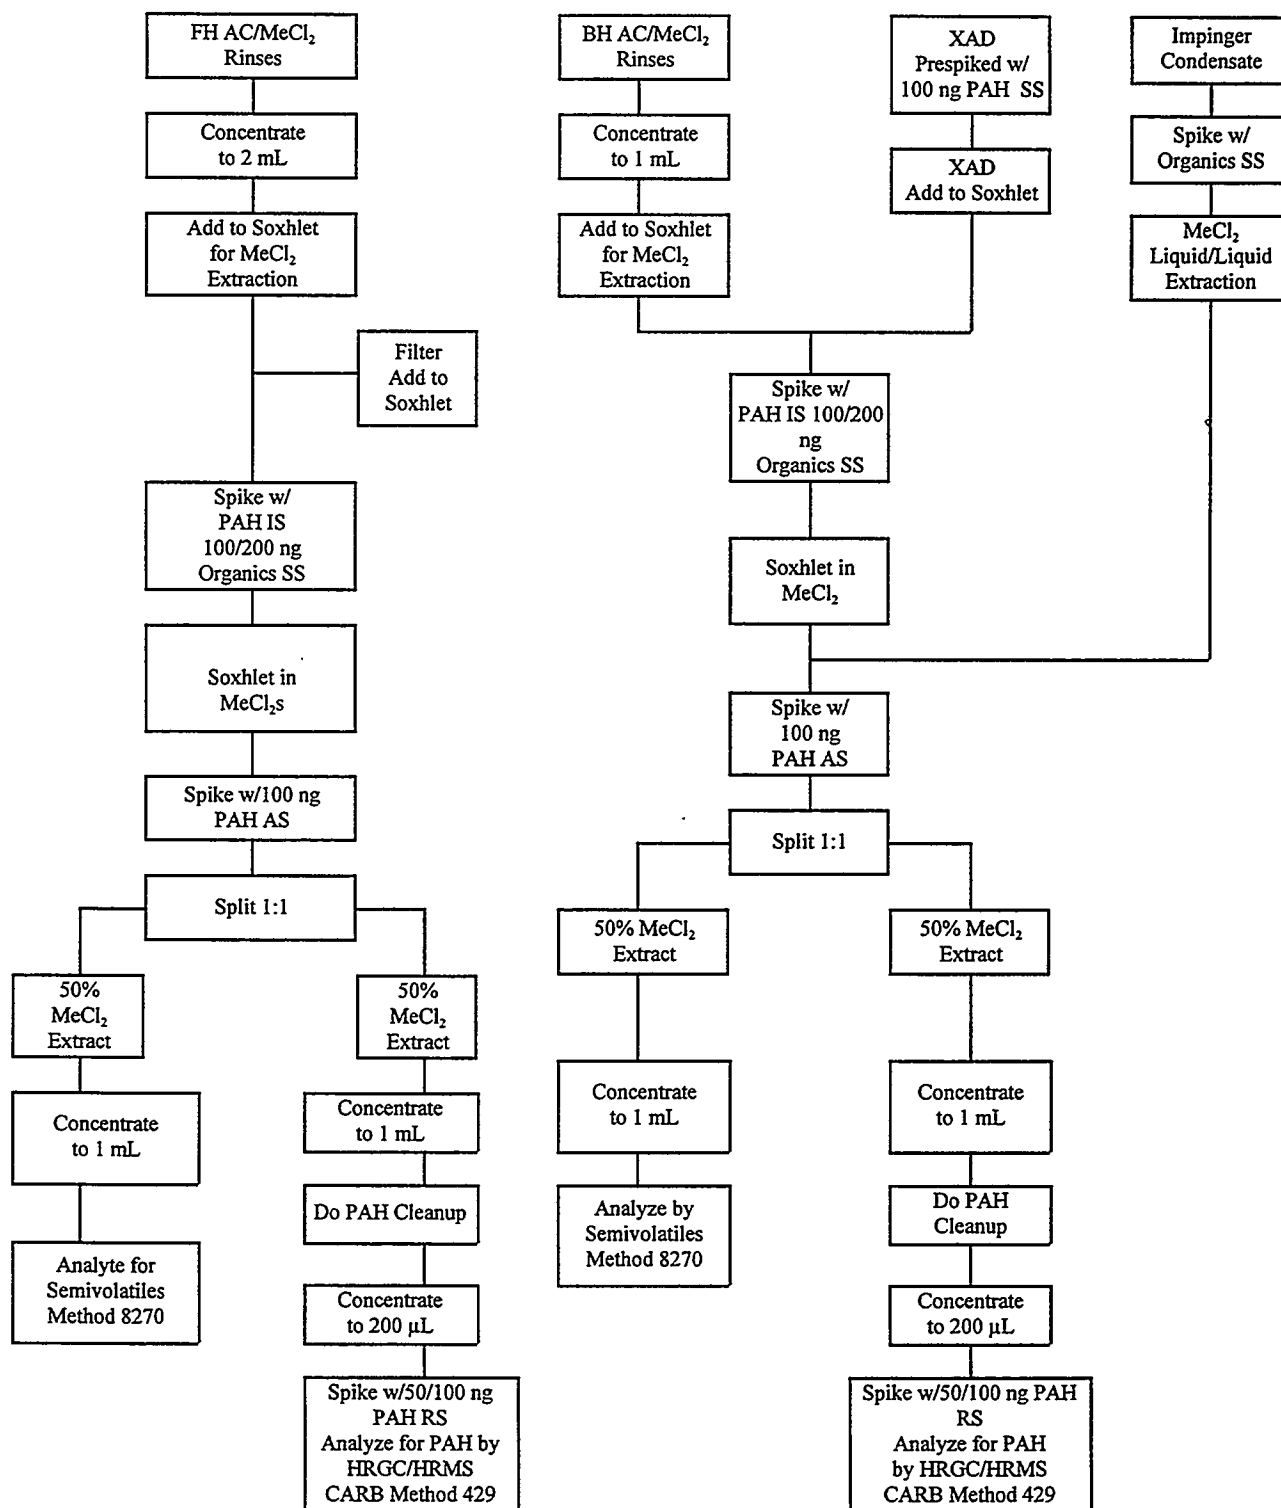 FH AC/MeCl₂
Rinses
Concentrate
to 2 mL
Add to Soxhlet
for MeCl₂
Extraction
Filter
Add to
Soxhlet
Spike w/
PAH IS
100/200 ng
Organics SS
Soxhlet in
MeCl₂s
Spike w/100 ng
PAH AS
Split 1:1
50%
MeCl₂
Extract
Concentrate
to 1 mL
Analyte for
Semivolatiles
Method 8270
50%
MeCl₂
Extract
Concentrate
to 1 mL
Do PAH Cleanup
Concentrate
to 200 µL
Spike w/50/100 ng
PAH RS
Analyze for PAH by
HRGC/HRMS
CARB Method 429
BH AC/MeCl₂
Rinses
Concentrate
to 1 mL
Add to Soxhlet
for MeCl₂
Extraction
XAD
Prespiked w/
100 ng PAH SS
XAD
Add to Soxhlet
Impinger
Condensate
Spike w/
Organics SS
MeCl₂
Liquid/Liquid
Extraction
Spike w/
PAH IS 100/200
ng
Organics SS
Soxhlet in
MeCl₂
Spike w/
100 ng
PAH AS
Split 1:1
50% MeCl₂
Extract
Concentrate
to 1 mL
Analyze by
Semivolatiles
Method 8270
50% MeCl₂
Extract
Concentrate
to 1 mL
Do PAH
Cleanup
Concentrate
to 200 µL
Spike w/50/100 ng PAH
RS
Analyze for PAH
by HRGC/HRMS
CARB Method 429